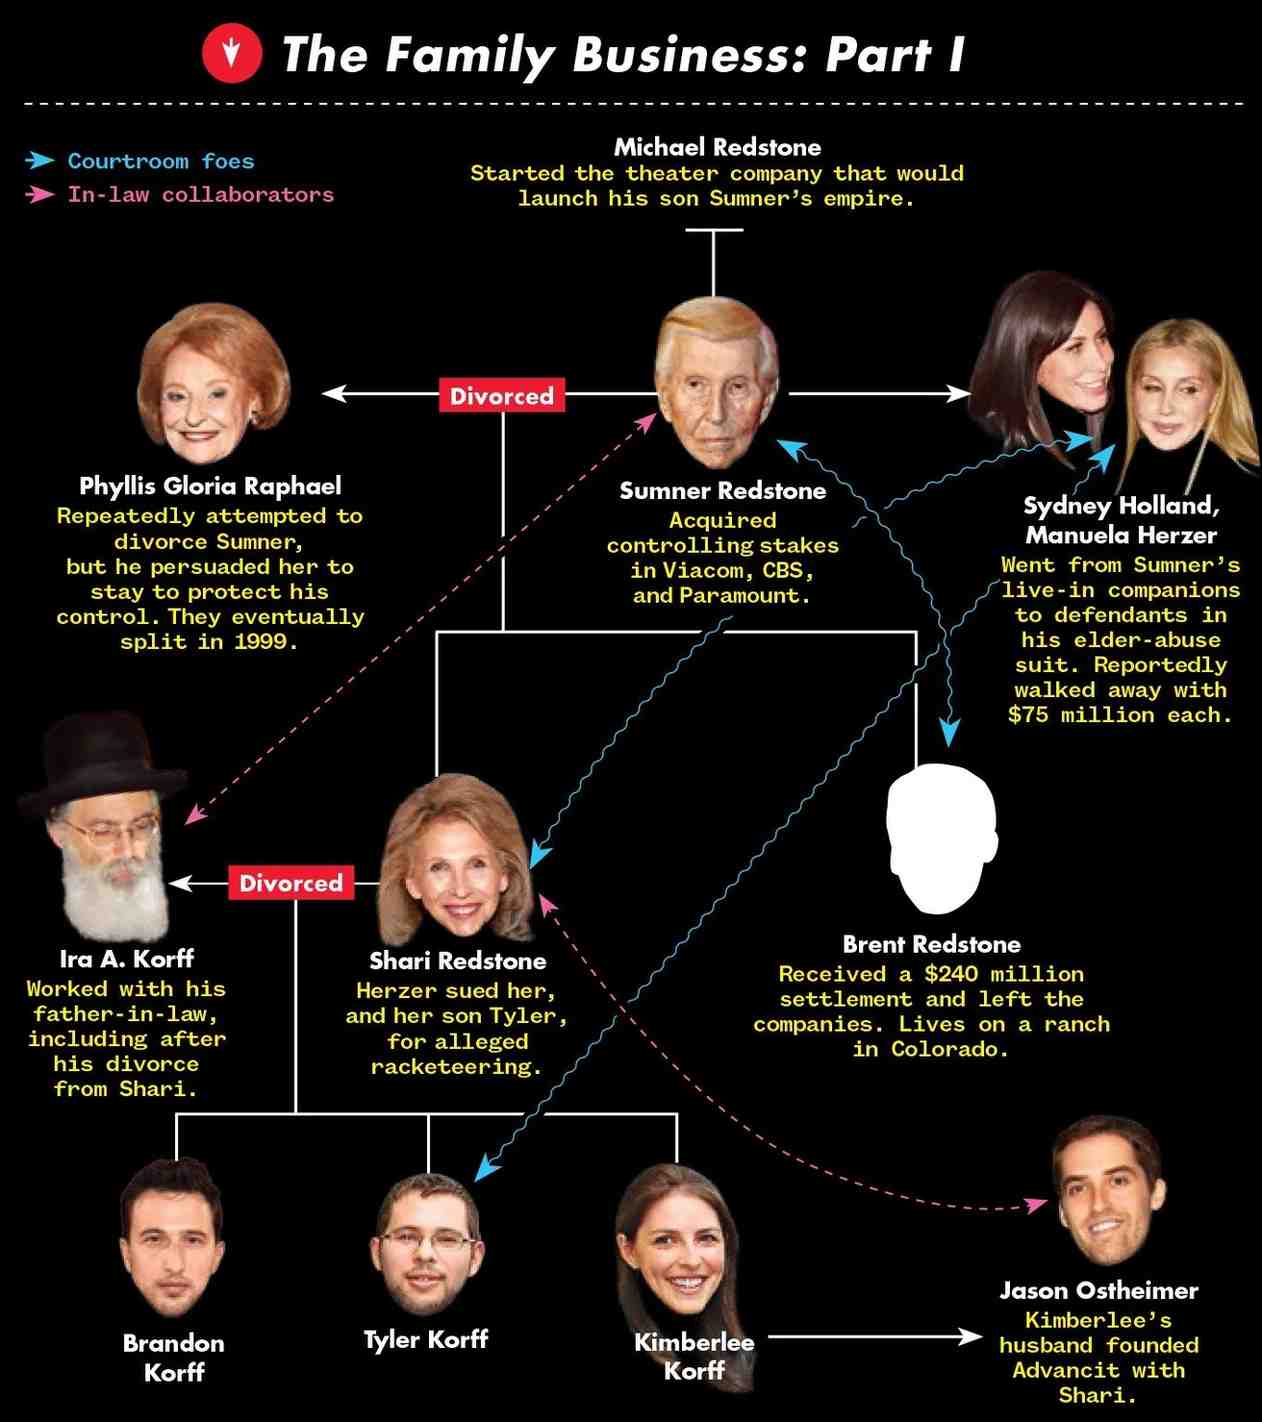 The Family Business: Part I
Courtroom foes
In-law collaborators
Michael Redstone
Started the theater company that would
launch his son Sumner's empire.
Divorced
Phyllis Gloria Raphael
Repeatedly attempted to
divorce Sumner,
but he persuaded her to
stay to protect his
control. They eventually
split in 1999.
Sumner Redstone
Acquired
controlling stakes
in Viacom, CBS,
and Paramount.
Sydney Holland,
Manuela Herzer
Went from Sumner's
live-in companions
to defendants in
his elder-abuse
suit. Reportedly
walked away with
$75 million each.
Divorced
Ira A. Korff
Worked with his
father-in-law,
including after
his divorce
from Shari.
Shari Redstone
Herzer sued her,
and her son Tyler,
for alleged
racketeering.
Brent Redstone
Received a $240 million
settlement and left the
companies. Lives on a ranch
in Colorado.
Brandon
Korff
Tyler Korff
Kimberlee
Korff
Jason Ostheimer
Kimberlee's
husband founded
Advancit with
Shari.